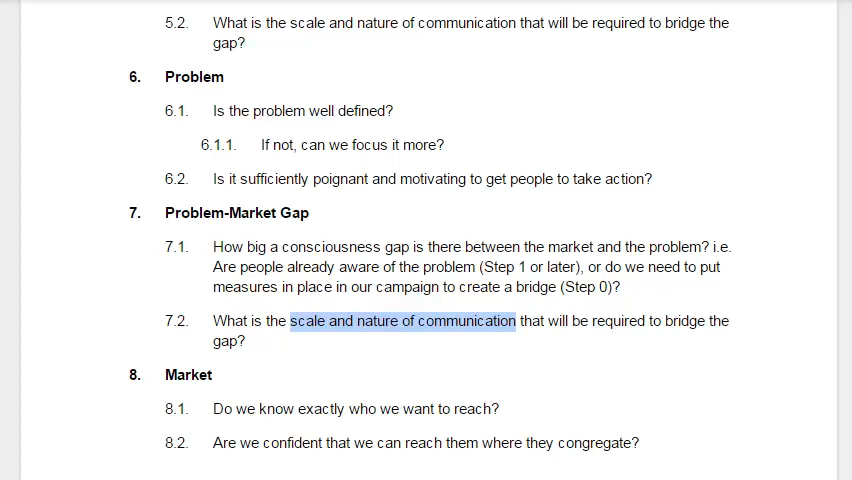 5.2. What is the scale and nature of communication that will be required to bridge the
gap?
6. Problem
6.1. Is the problem well defined?
6.1.1. If not, can we focus it more?
6.2. Is it sufficiently poignant and motivating to get people to take action?
7. Problem-Market Gap
7.1. How big a consciousness gap is there between the market and the problem? i.e.
Are people already aware of the problem (Step 1 or later), or do we need to put
measures in place in our campaign to create a bridge (Step 0)?
7.2. What is the scale and nature of communication that will be required to bridge the
gap?
8. Market
8.1. Do we know exactly who we want to reach?
8.2. Are we confident that we can reach them where they congregate?